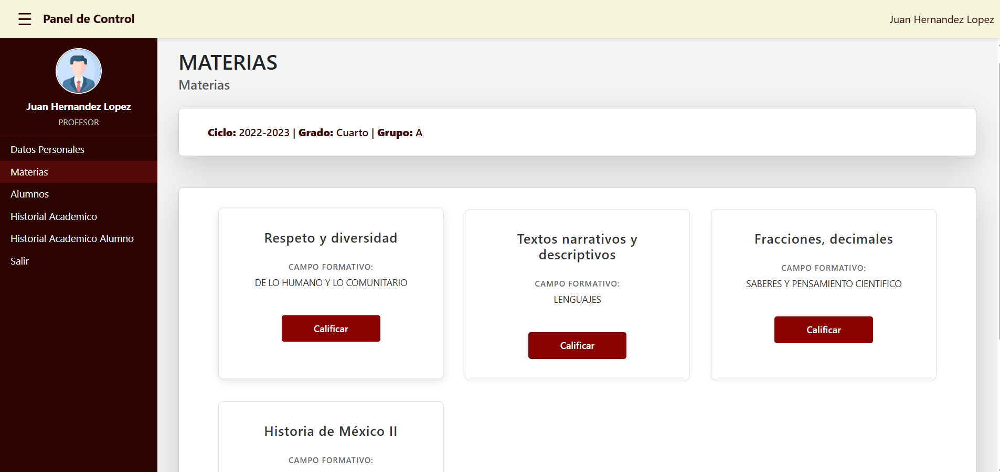 Panel de Control
Juan Hernandez Lopez
Juan Hernandez Lopez
PROFESOR
Datos Personales
Materias
Alumnos
Historial Academico
Historial Academico Alumno
Salir
MATERIAS
Materias
Ciclo: 2022-2023 | Grado: Cuarto | Grupo: A
Respeto y diversidad
CAMPO FORMATIVO:
DE LO HUMANO Y LO COMUNITARIO
Calificar
Textos narrativos y
descriptivos
CAMPO FORMATIVO:
LENGUAJES
Calificar
Fracciones, decimales
CAMPO FORMATIVO:
SABERES Y PENSAMIENTO CIENTIFICO
Calificar
Historia de México II
CAMPO FORMATIVO: